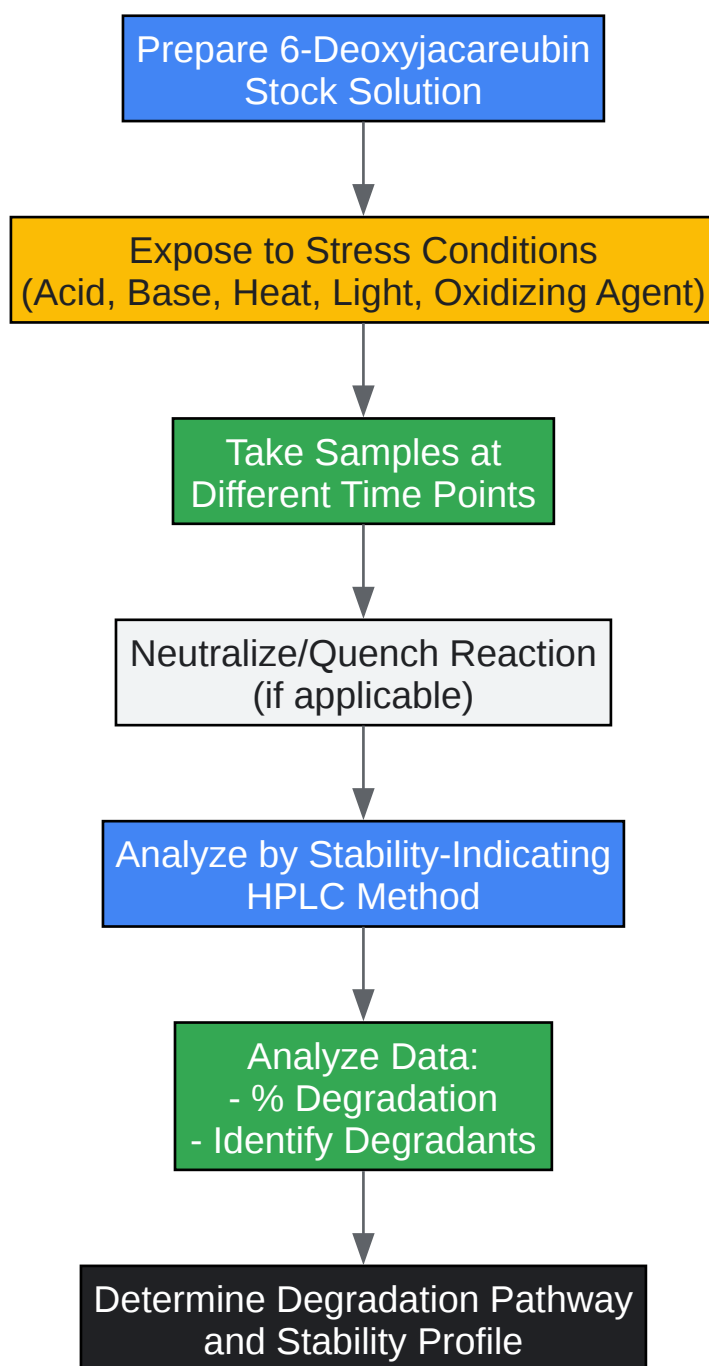 Prepare 6-Deoxyjacareubin
Stock Solution
Expose to Stress Conditions
(Acid, Base, Heat, Light, Oxidizing Agent)
Take Samples at
Different Time Points
Neutralize/Quench Reaction
(if applicable)
Analyze by Stability-Indicating
HPLC Method
Analyze Data:
- % Degradation
- Identify Degradants
Determine Degradation Pathway
and Stability Profile